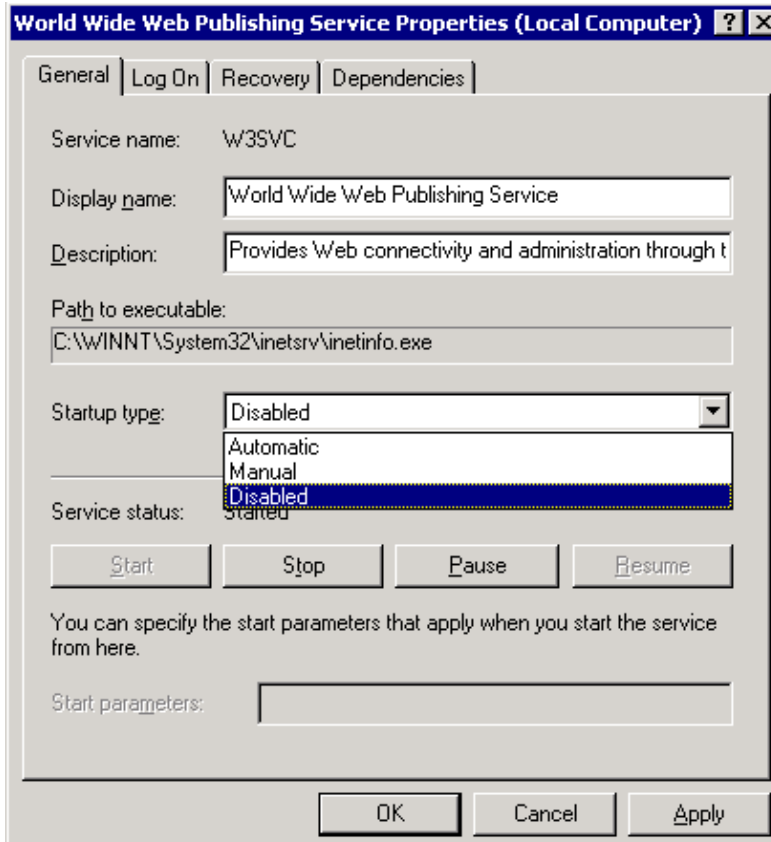 World Wide Web Publishing Service Properties (Local Computer)
General Log On Recovery Dependencies
Service name: W3SVC
Display name: World Wide Web Publishing Service
Description: Provides Web connectivity and administration through t
Path to executable:
C:\WINNT\System32\inetsrv\inetinfo.exe
Startup type: Disabled
Automatic
Manual
Disabled
Service status: Started
Start Stop Pause Resume
You can specify the start parameters that apply when you start the service
from here.
Start parameters:
OK Cancel Apply